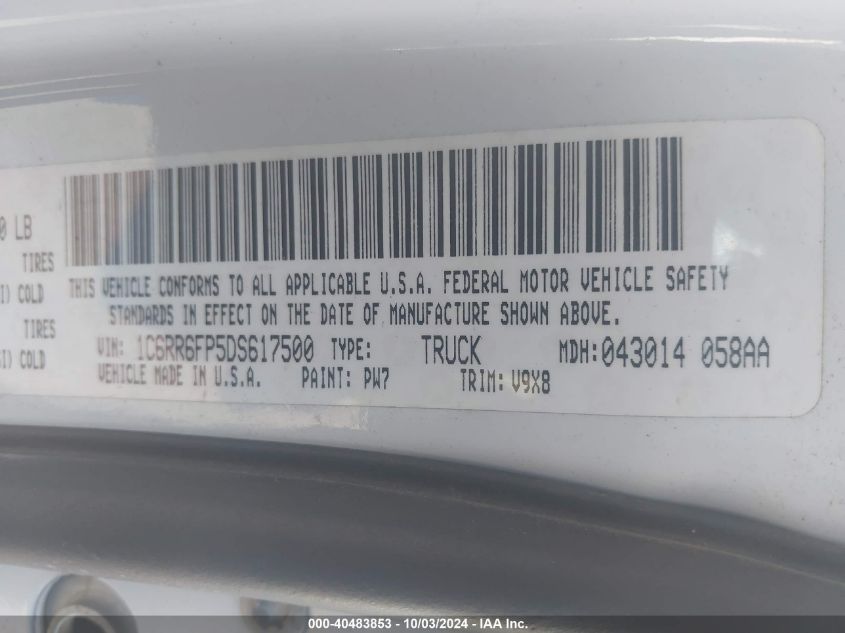 0 LB
TIRES
I) COLD
TIRES
SI) COLD
THIS VEHICLE CONFORMS TO ALL APPLICABLE U.S.A. FEDERAL MOTOR VEHICLE SAFETY
STANDARDS IN EFFECT ON THE DATE OF MANUFACTURE SHOWN ABOVE.
VIN: 1C6RR6FP5DS617500 TYPE: TRUCK MDH:043014 058AA
VEHICLE MADE IN U.S.A. PAINT: PW7 TRIM: V9X8
000-40483853 - 10/03/2024 - IAA Inc.